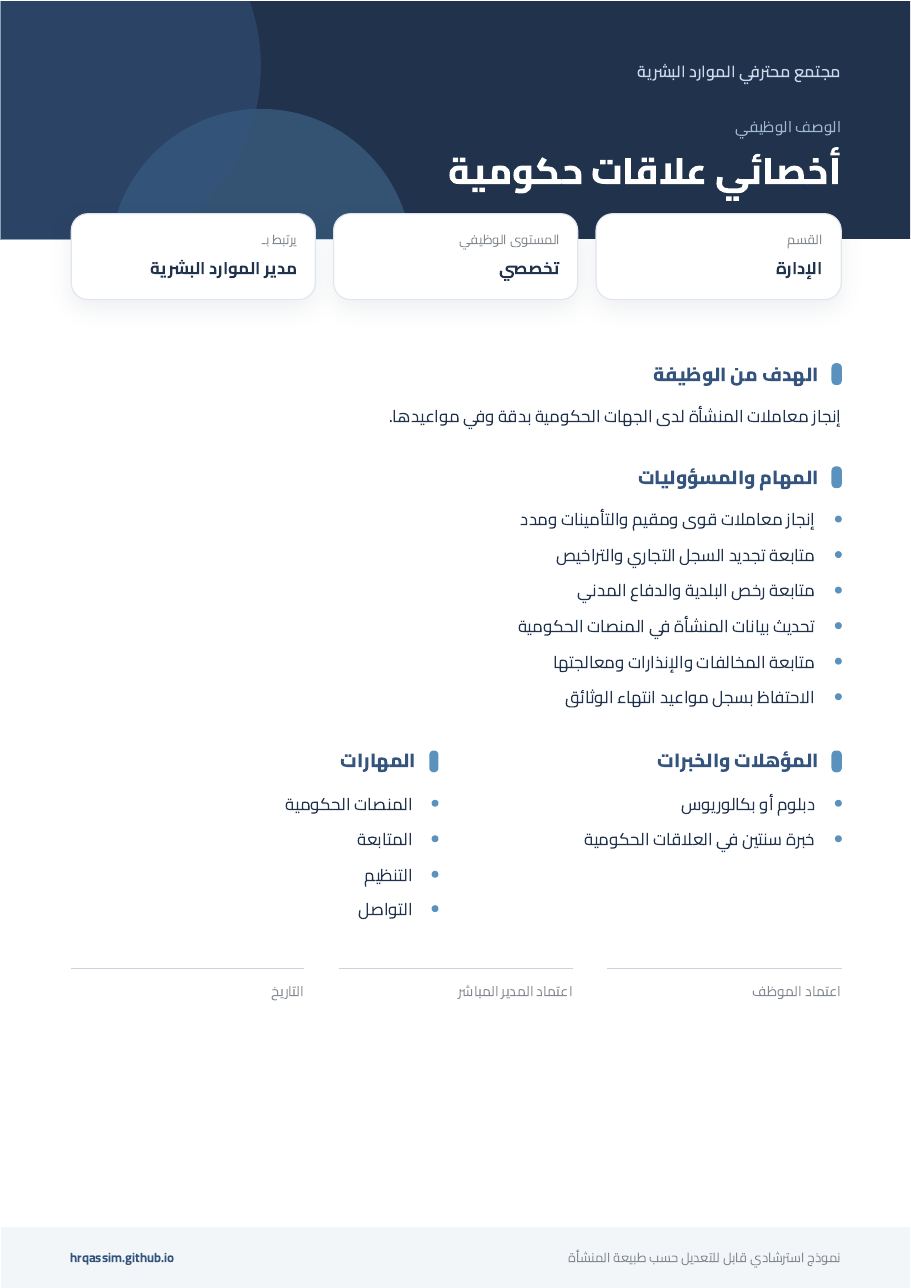 مجتمع محترفي الموارد البشرية
الوصف الوظيفي
أخصائي علاقات حكومية
القسم
الإدارة
المستوى الوظيفي
تخصصي
يرتبط بـ
مدير الموارد البشرية
الهدف من الوظيفة
إنجاز معاملات المنشأة لدى الجهات الحكومية بدقة وفي مواعيدها.
المهام والمسؤوليات
إنجاز معاملات قوى ومقيم والتأمينات ومدد
متابعة تجديد السجل التجاري والتراخيص
متابعة رخص البلدية والدفاع المدني
تحديث بيانات المنشأة في المنصات الحكومية
متابعة المخالفات والإنذارات ومعالجتها
الاحتفاظ بسجل مواعيد انتهاء الوثائق
المؤهلات والخبرات
دبلوم أو بكالوريوس
خبرة سنتين في العلاقات الحكومية
المهارات
المنصات الحكومية
المتابعة
التنظيم
التواصل
اعتماد الموظف
اعتماد المدير المباشر
التاريخ
نموذج استرشادي قابل للتعديل حسب طبيعة المنشأة
hrqassim.github.io